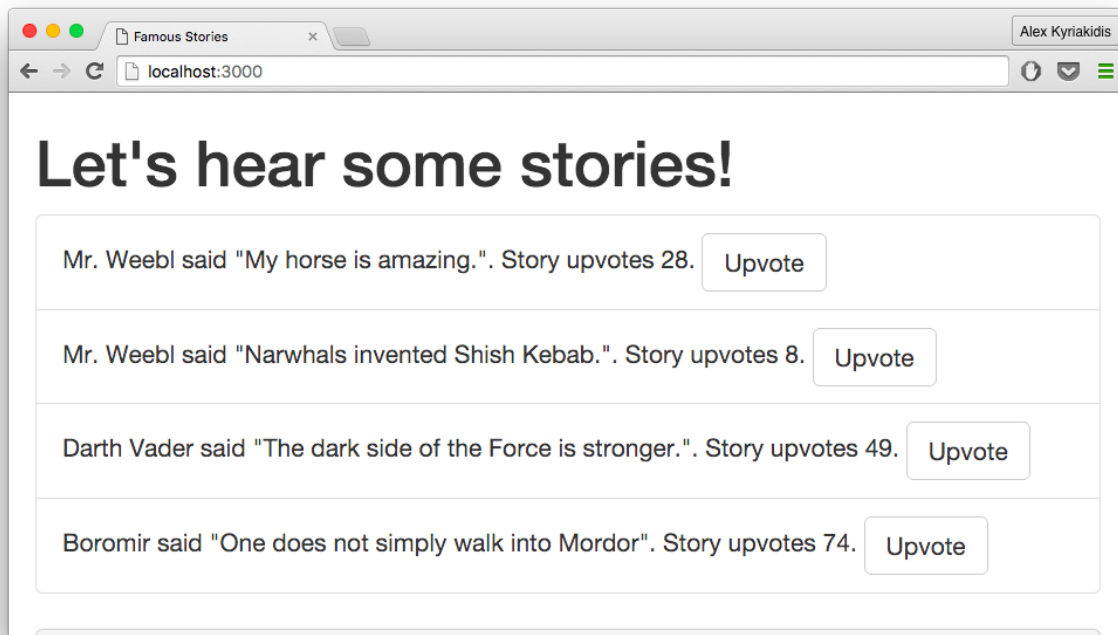 Famous Stories
Alex Kyriakidis
localhost:3000
Let's hear some stories!
Mr. Weebl said "My horse is amazing.". Story upvotes 28. Upvote
Mr. Weebl said "Narwhals invented Shish Kebab.". Story upvotes 8. Upvote
Darth Vader said "The dark side of the Force is stronger.". Story upvotes 49. Upvote
Boromir said "One does not simply walk into Mordor". Story upvotes 74. Upvote